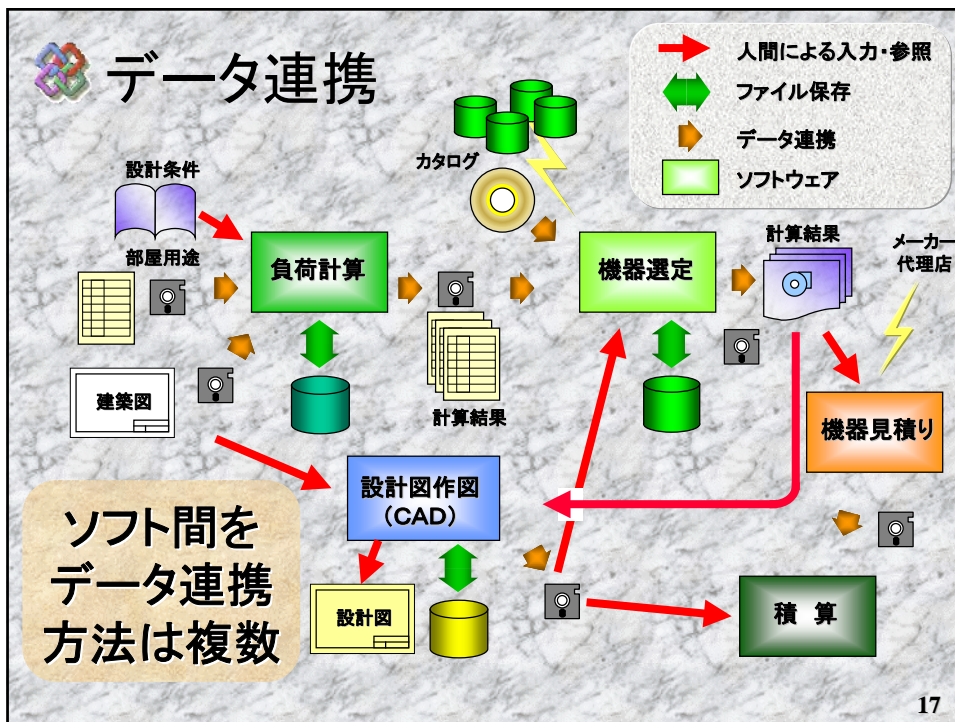 データ連携
人間による入力・参照
ファイル保存
データ連携
ソフトウェア
カタログ
設計条件
部屋用途
負荷計算
機器選定
計算結果
メーカー
代理店
建築図
計算結果
機器見積り
設計図作図
（CAD）
ソフト間を
データ連携
方法は複数
設計図
積 算
17